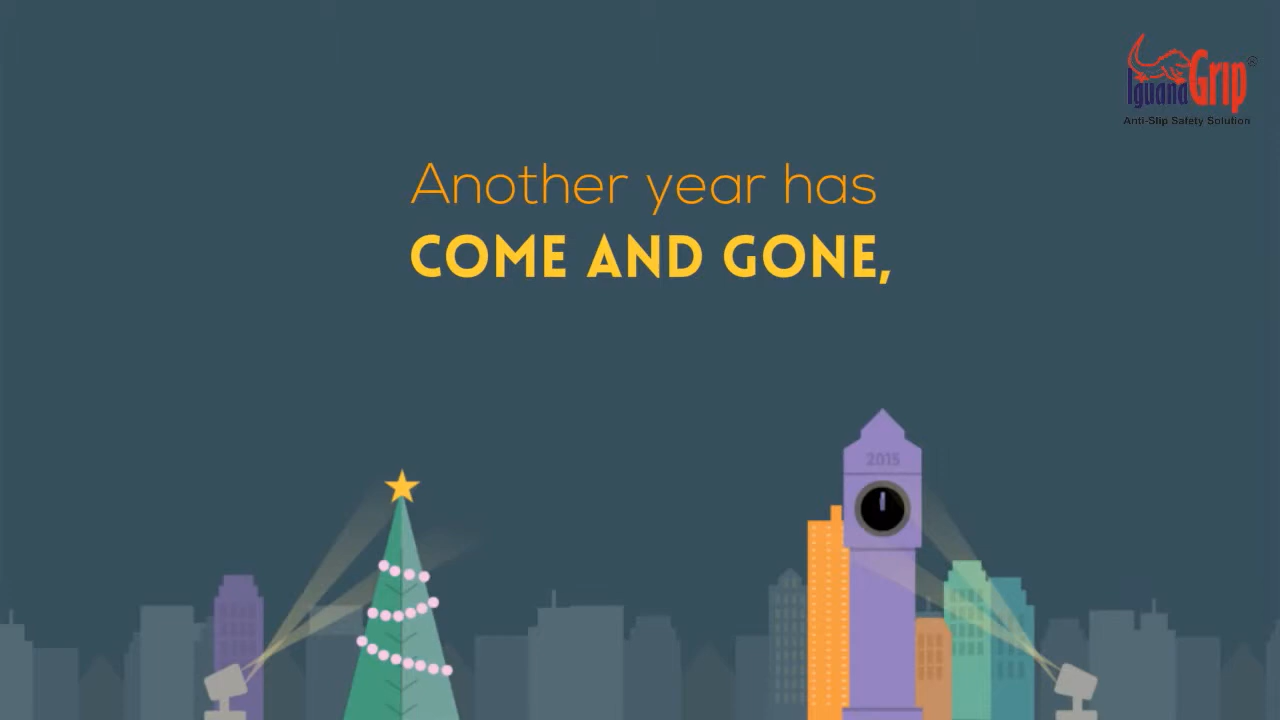 IguanaGrip®
Anti-Slip Safety Solution
Another year has
COME AND GONE,
2015